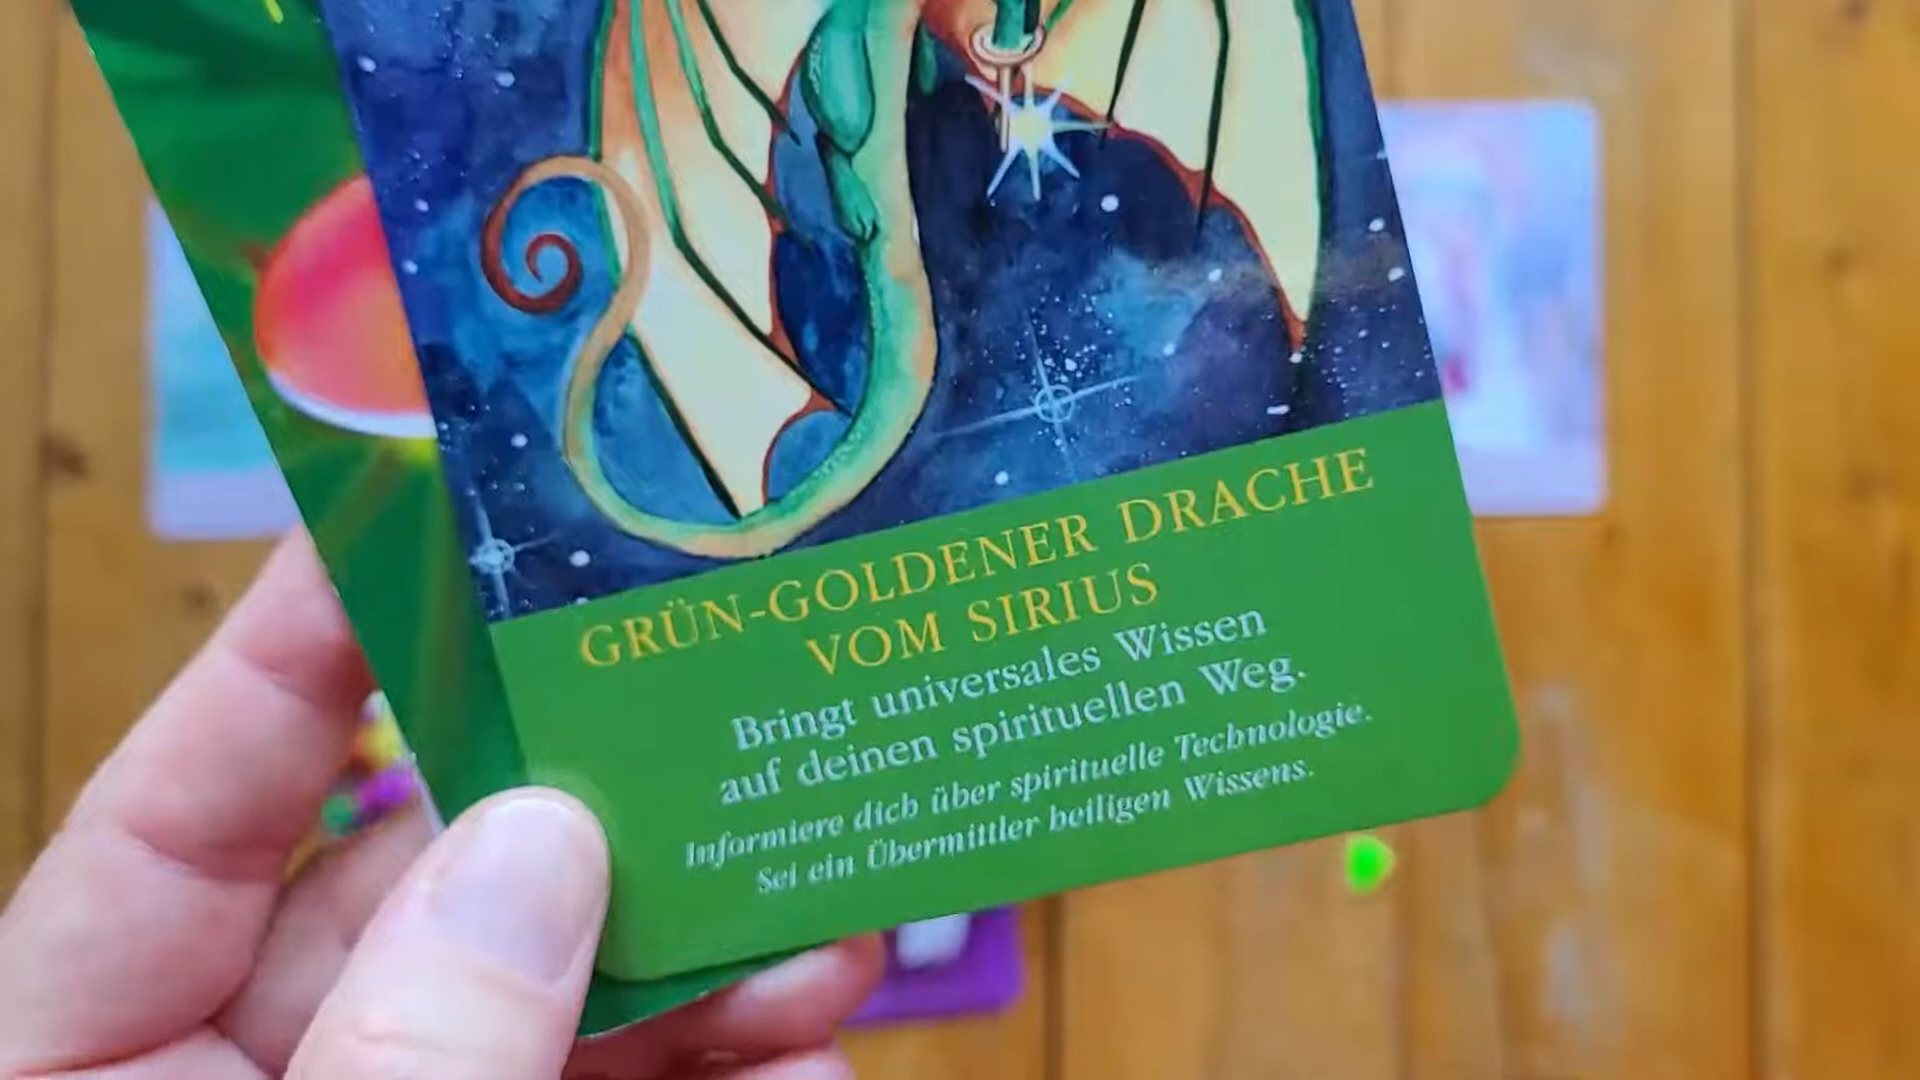 GRÜN-GOLDENER DRACHE
VOM SIRIUS
Bringt universales Wissen
auf deinen spirituellen Weg.
Informiere dich über spirituelle Technologie.
Sei ein Übermittler heiligen Wissens.